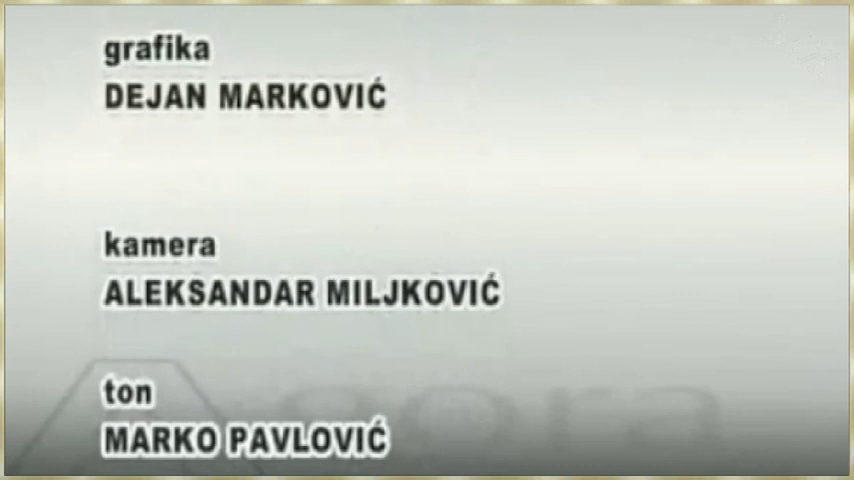 grafika
DEJAN MARKOVIĆ
kamera
ALEKSANDAR MILJKOVIĆ
ton
MARKO PAVLOVIĆ